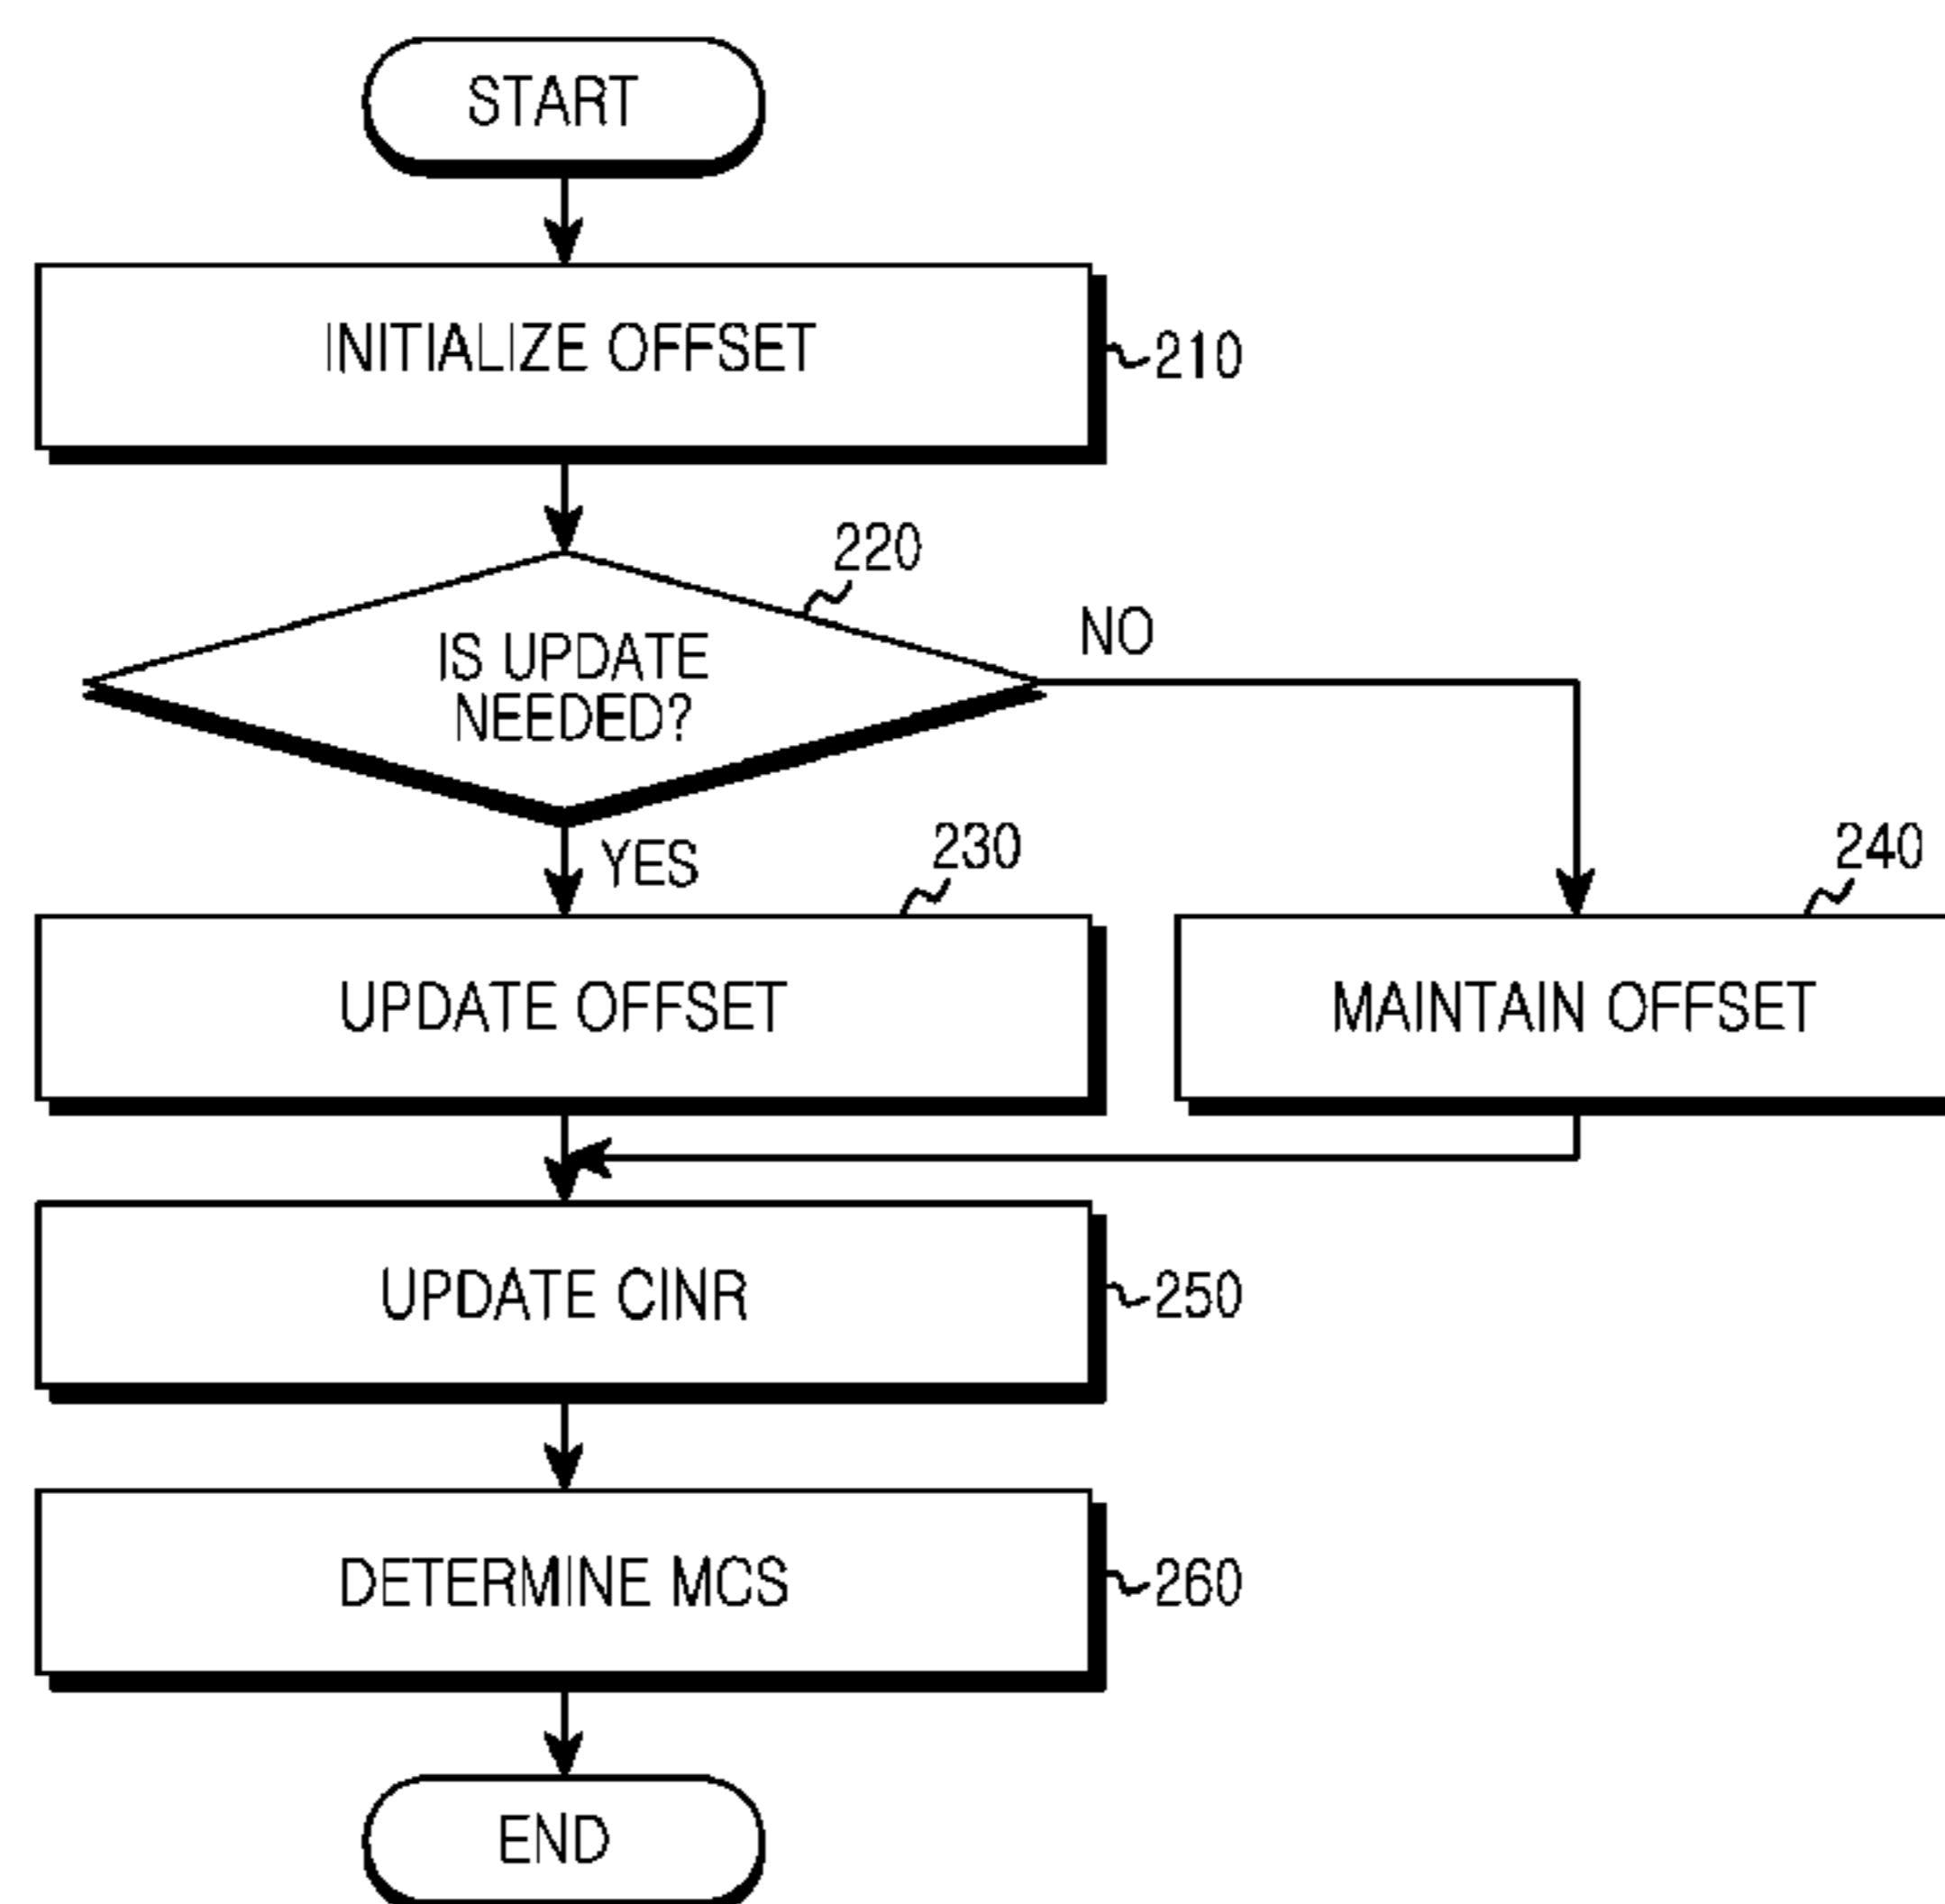 START
INITIALIZE OFFSET
210
220
IS UPDATE
NEEDED?
NO
YES
230
240
UPDATE OFFSET
MAINTAIN OFFSET
UPDATE CINR
250
DETERMINE MCS
260
END